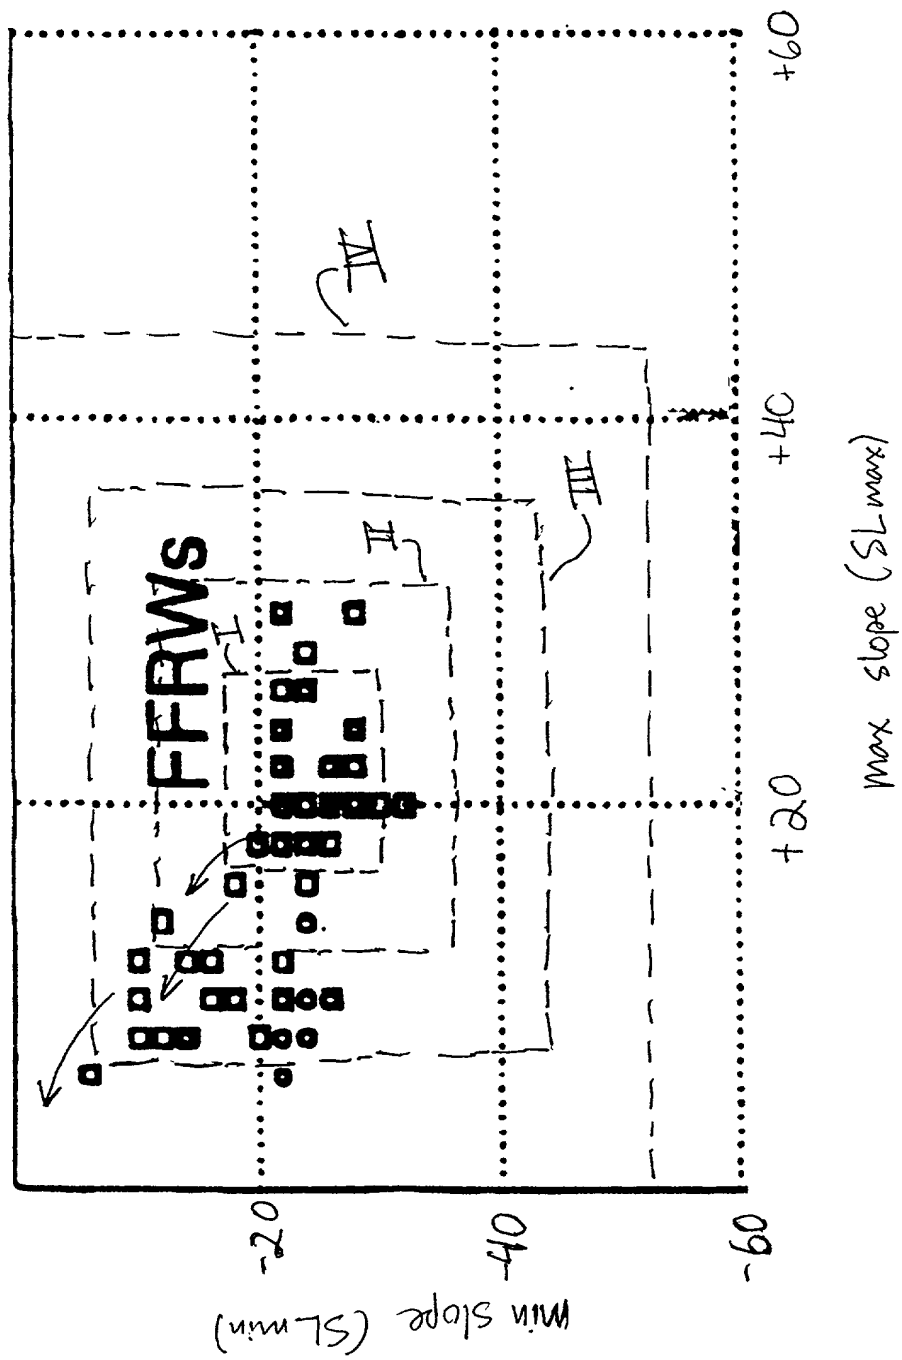 FFRWs
I
II
III
IV
-20
-40
-60
min slope (SLmin)
+20
+40
+60
max slope (SLmax)